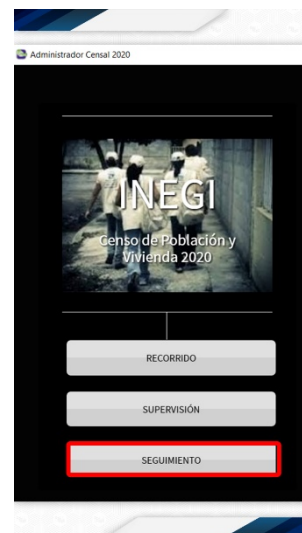 Administrador Censal 2020
INEGI
Censo de Población y
Vivienda 2020
RECORRIDO
SUPERVISIÓN
SEGUIMIENTO